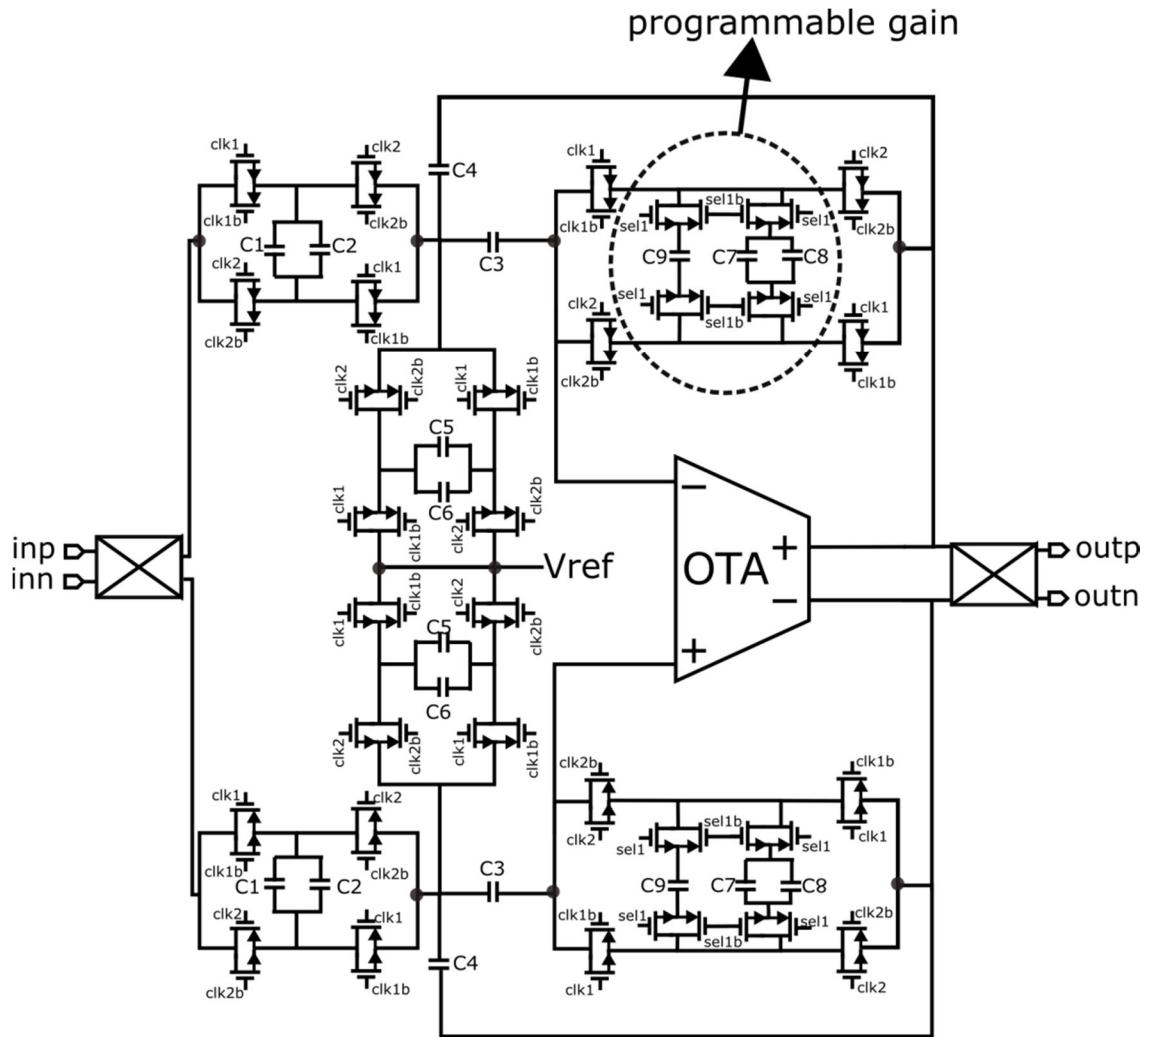 programmable gain
clk1
clk2
clk1
clk2
C4
clk1b
clk2b
clk1b
clk2b
sel1b
sel1
sel1
C1
C2
C3
C9
C7
C8
clk2
clk1
clk2
clk1
sel1
sel1
sel1b
clk2b
clk1b
clk2b
clk1b
clk2
clk2b
clk1
clk1b
C5
C6
clk1
clk1b
clk2
clk2b
−
inp
inn
Vref
OTA
+
−
outp
outn
clk1
clk1b
clk2
clk2b
C5
C6
+
clk2
clk2b
clk1
clk1b
clk2b
clk1b
clk1
clk2
clk2
clk1
sel1b
sel1
sel1
clk1b
clk2b
C1
C2
C3
C9
C7
C8
clk2
clk1
clk1b
clk2b
sel1
sel1
sel1b
C4
clk2b
clk1b
clk1
clk2